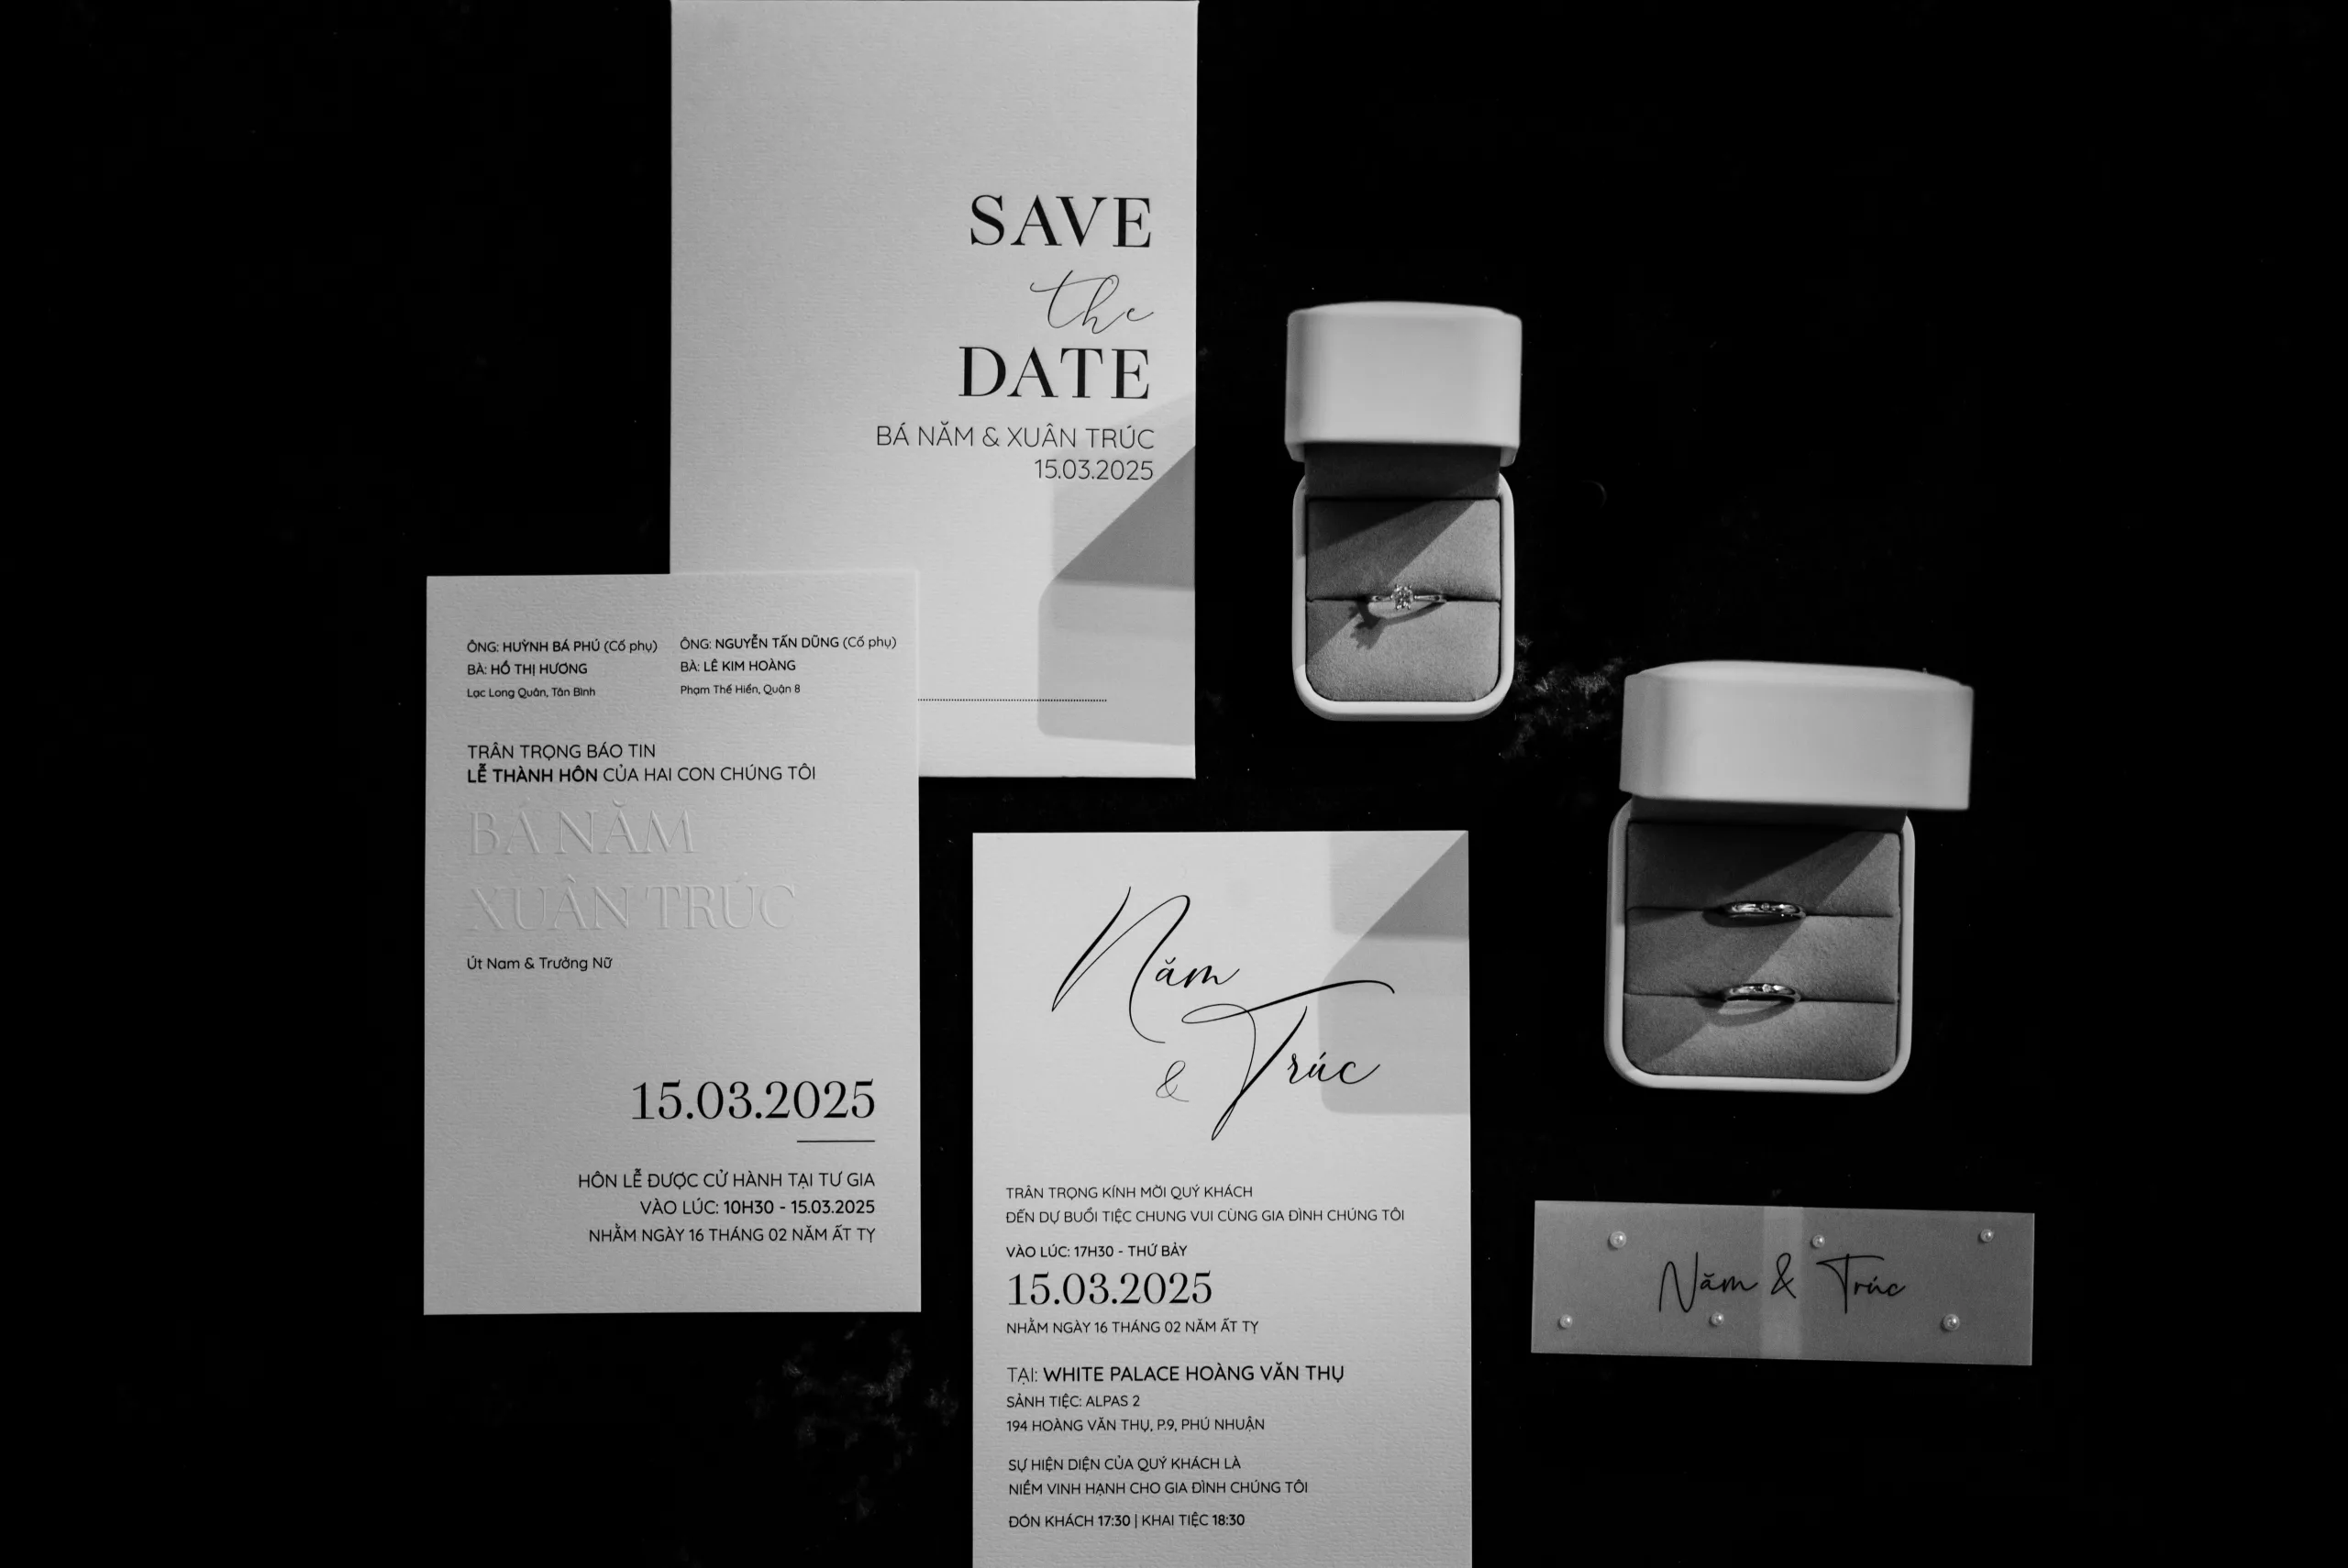 SAVE
the
DATE
BÁ NĂM & XUÂN TRÚC
15.03.2025
ÔNG: HUỲNH BÁ PHÚ (Cố phụ)
BÀ: HỒ THỊ HƯƠNG
Lạc Long Quân, Tân Bình
ÔNG: NGUYỄN TẤN DŨNG (Cố phụ)
BÀ: LÊ KIM HOÀNG
Phạm Thế Hiển, Quận 8
TRÂN TRỌNG BÁO TIN
LỄ THÀNH HÔN CỦA HAI CON CHÚNG TÔI
BÁ NĂM
XUÂN TRÚC
Út Nam & Trưởng Nữ
15.03.2025
HÔN LỄ ĐƯỢC CỬ HÀNH TẠI TƯ GIA
VÀO LÚC: 10H30 - 15.03.2025
NHẰM NGÀY 16 THÁNG 02 NĂM ẤT TỴ
Năm
& Trúc
TRÂN TRỌNG KÍNH MỜI QUÝ KHÁCH
ĐẾN DỰ BUỔI TIỆC CHUNG VUI CÙNG GIA ĐÌNH CHÚNG TÔI
VÀO LÚC: 17H30 - THỨ BẢY
15.03.2025
NHẰM NGÀY 16 THÁNG 02 NĂM ẤT TỴ
TẠI: WHITE PALACE HOÀNG VĂN THỤ
SẢNH TIỆC: ALPAS 2
194 HOÀNG VĂN THỤ, P.9, PHÚ NHUẬN
SỰ HIỆN DIỆN CỦA QUÝ KHÁCH LÀ
NIỀM VINH HẠNH CHO GIA ĐÌNH CHÚNG TÔI
ĐÓN KHÁCH 17:30 | KHAI TIỆC 18:30
Năm & Trúc